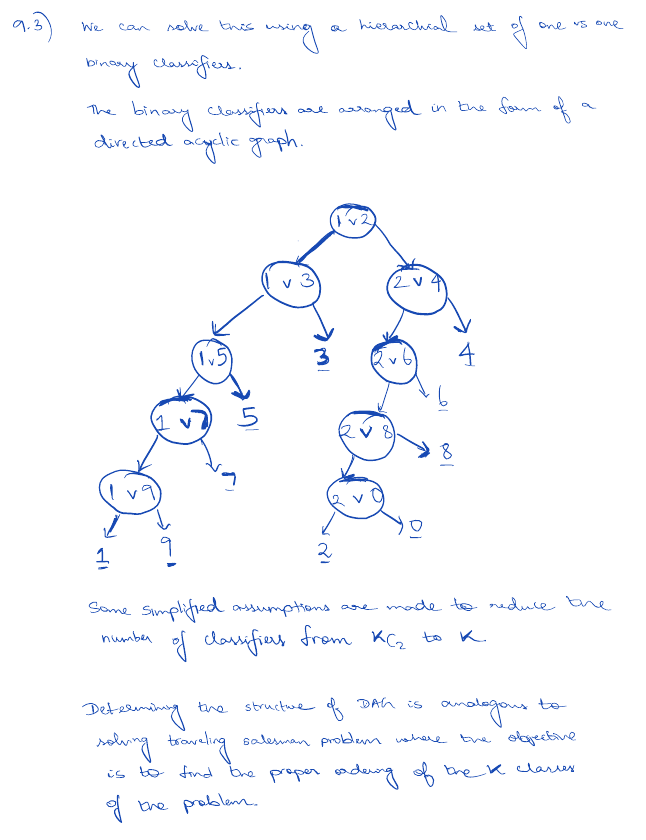 9.3) We can solve this using a hierarchical set of one vs one
binary classifiers.
The binary classifiers are arranged in the form of a
directed acyclic graph.
1 v 2
1 v 3
2 v 4
1 v 5
3
2 v 6
4
1 v 7
5
6
2 v 8
8
7
1 v 9
2 v 0
0
1
9
2
Some simplified assumptions are made to reduce the
number of classifiers from KC2 to K.
Determining the structure of DAG is analogous to
solving traveling salesman problem where the objective
is to find the proper ordering of the K classes
of the problem.